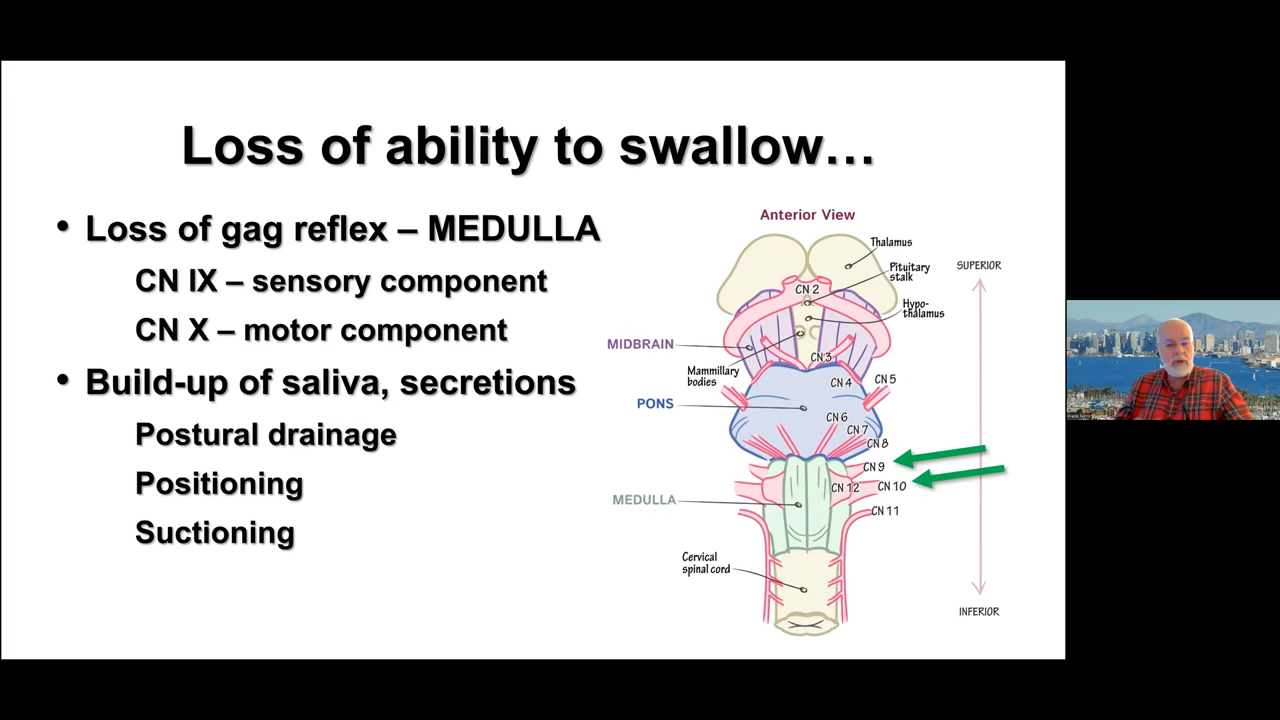 Loss of ability to swallow…
• Loss of gag reflex – MEDULLA
CN IX – sensory component
CN X – motor component
• Build-up of saliva, secretions
Postural drainage
Positioning
Suctioning
Anterior View
Thalamus
Pituitary
stalk
CN 2
Hypo-
thalamus
SUPERIOR
MIDBRAIN
Mammillary
bodies
CN 3
CN 4
CN 5
PONS
CN 6
CN 7
CN 8
CN 9
CN 12
CN 10
MEDULLA
CN 11
Cervical
spinal cord
INFERIOR